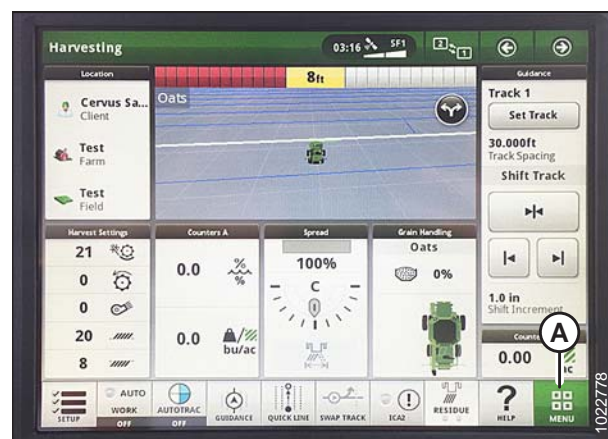 Harvesting
03:16
SF1
2
1
Location
Cervus Sa...
Client
Test
Farm
Test
Field
8ft
Oats
Guidance
Track 1
Set Track
30.000ft
Track Spacing
Shift Track
1.0 in
Shift Increment
Harvest Settings
21
0
0
20
8
Counters A
0.0
%
%
0.0
bu/ac
Spread
100%
C
Grain Handling
Oats
0%
0.00
A
SETUP
AUTO
WORK
OFF
AUTOTRAC
OFF
GUIDANCE
QUICK LINE
SWAP TRACK
ICA2
RESIDUE
HELP
MENU
1022778